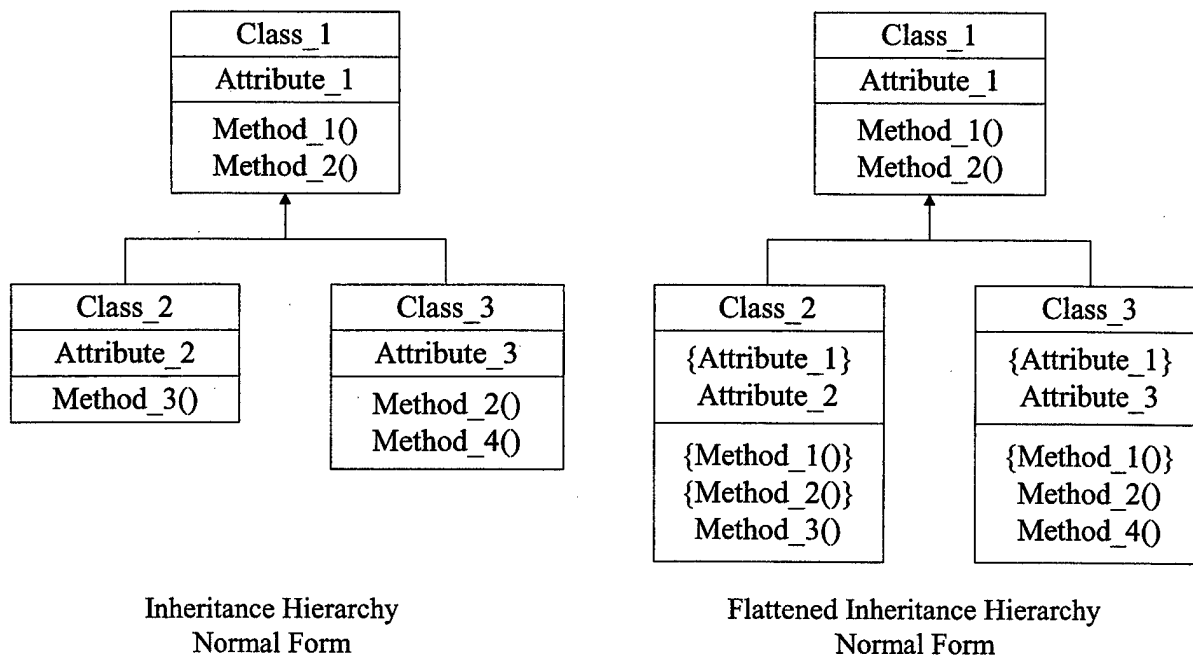 Class_1
Attribute_1
Method_1()
Method_2()
Class_2
Attribute_2
Method_3()
Class_3
Attribute_3
Method_2()
Method_4()
Inheritance Hierarchy
Normal Form
Class_1
Attribute_1
Method_1()
Method_2()
Class_2
{Attribute_1}
Attribute_2
{Method_1()}
{Method_2()}
Method_3()
Class_3
{Attribute_1}
Attribute_3
{Method_1()}
Method_2()
Method_4()
Flattened Inheritance Hierarchy
Normal Form